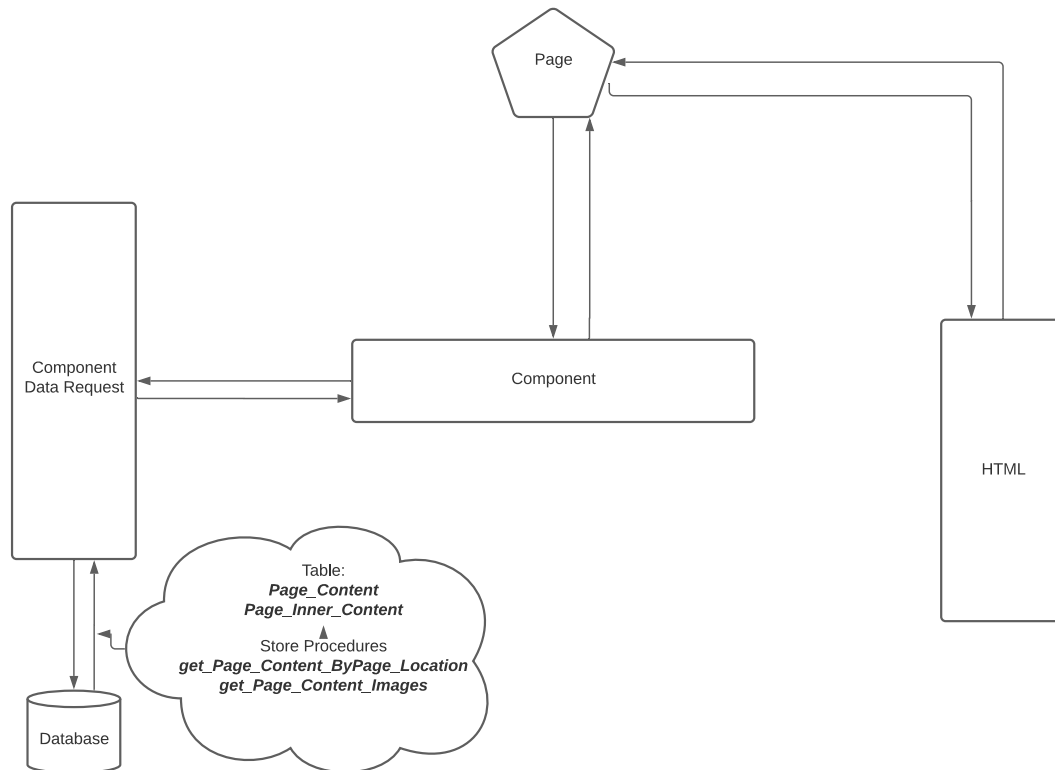 Page
Component
Data Request
Component
HTML
Table:
Page_Content
Page_Inner_Content
Store Procedures
get_Page_Content_ByPage_Location
get_Page_Content_Images
Database